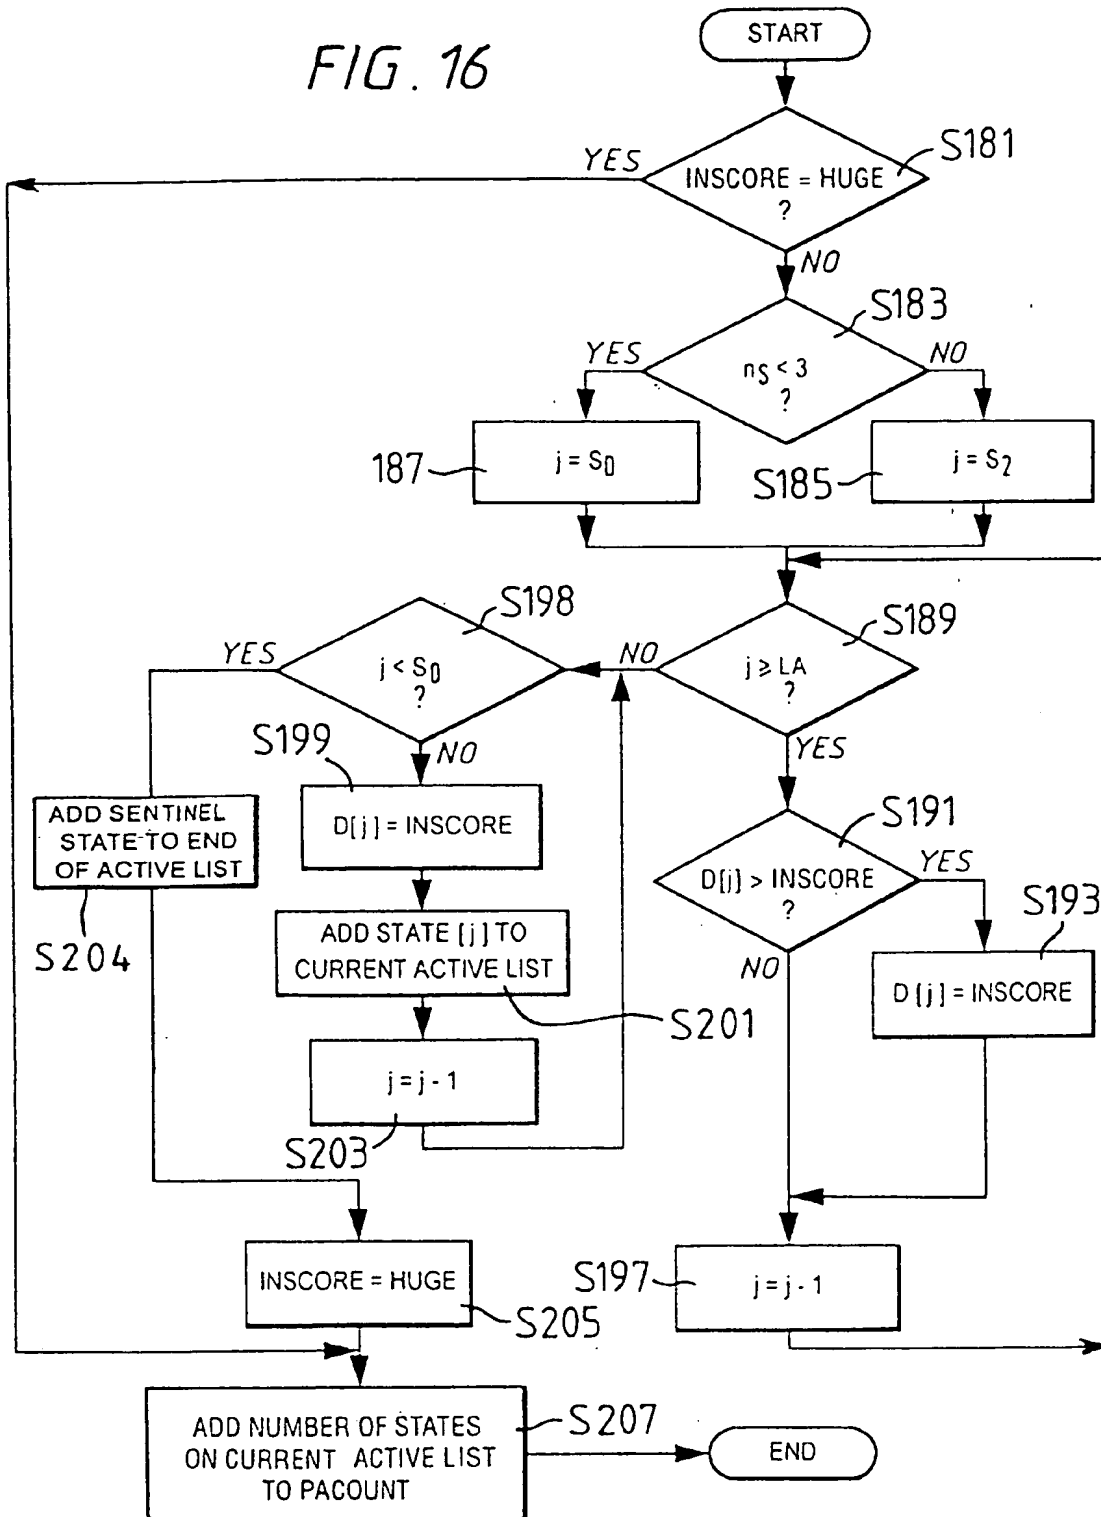 FIG. 16
START
S181
YES
INSCORE = HUGE
?
NO
S183
YES
NO
nS < 3
?
187
j = S0
S185
j = S2
S198
S189
YES
NO
j < S0
?
j ≥ LA
?
S199
NO
YES
D[j] = INSCORE
ADD SENTINEL
STATE TO END
OF ACTIVE LIST
S191
D[j] > INSCORE
?
YES
S193
S204
ADD STATE [j] TO
CURRENT ACTIVE LIST
NO
D [j] = INSCORE
S201
j = j - 1
S203
INSCORE = HUGE
S205
S197
j = j - 1
ADD NUMBER OF STATES
ON CURRENT ACTIVE LIST
TO PACOUNT
S207
END